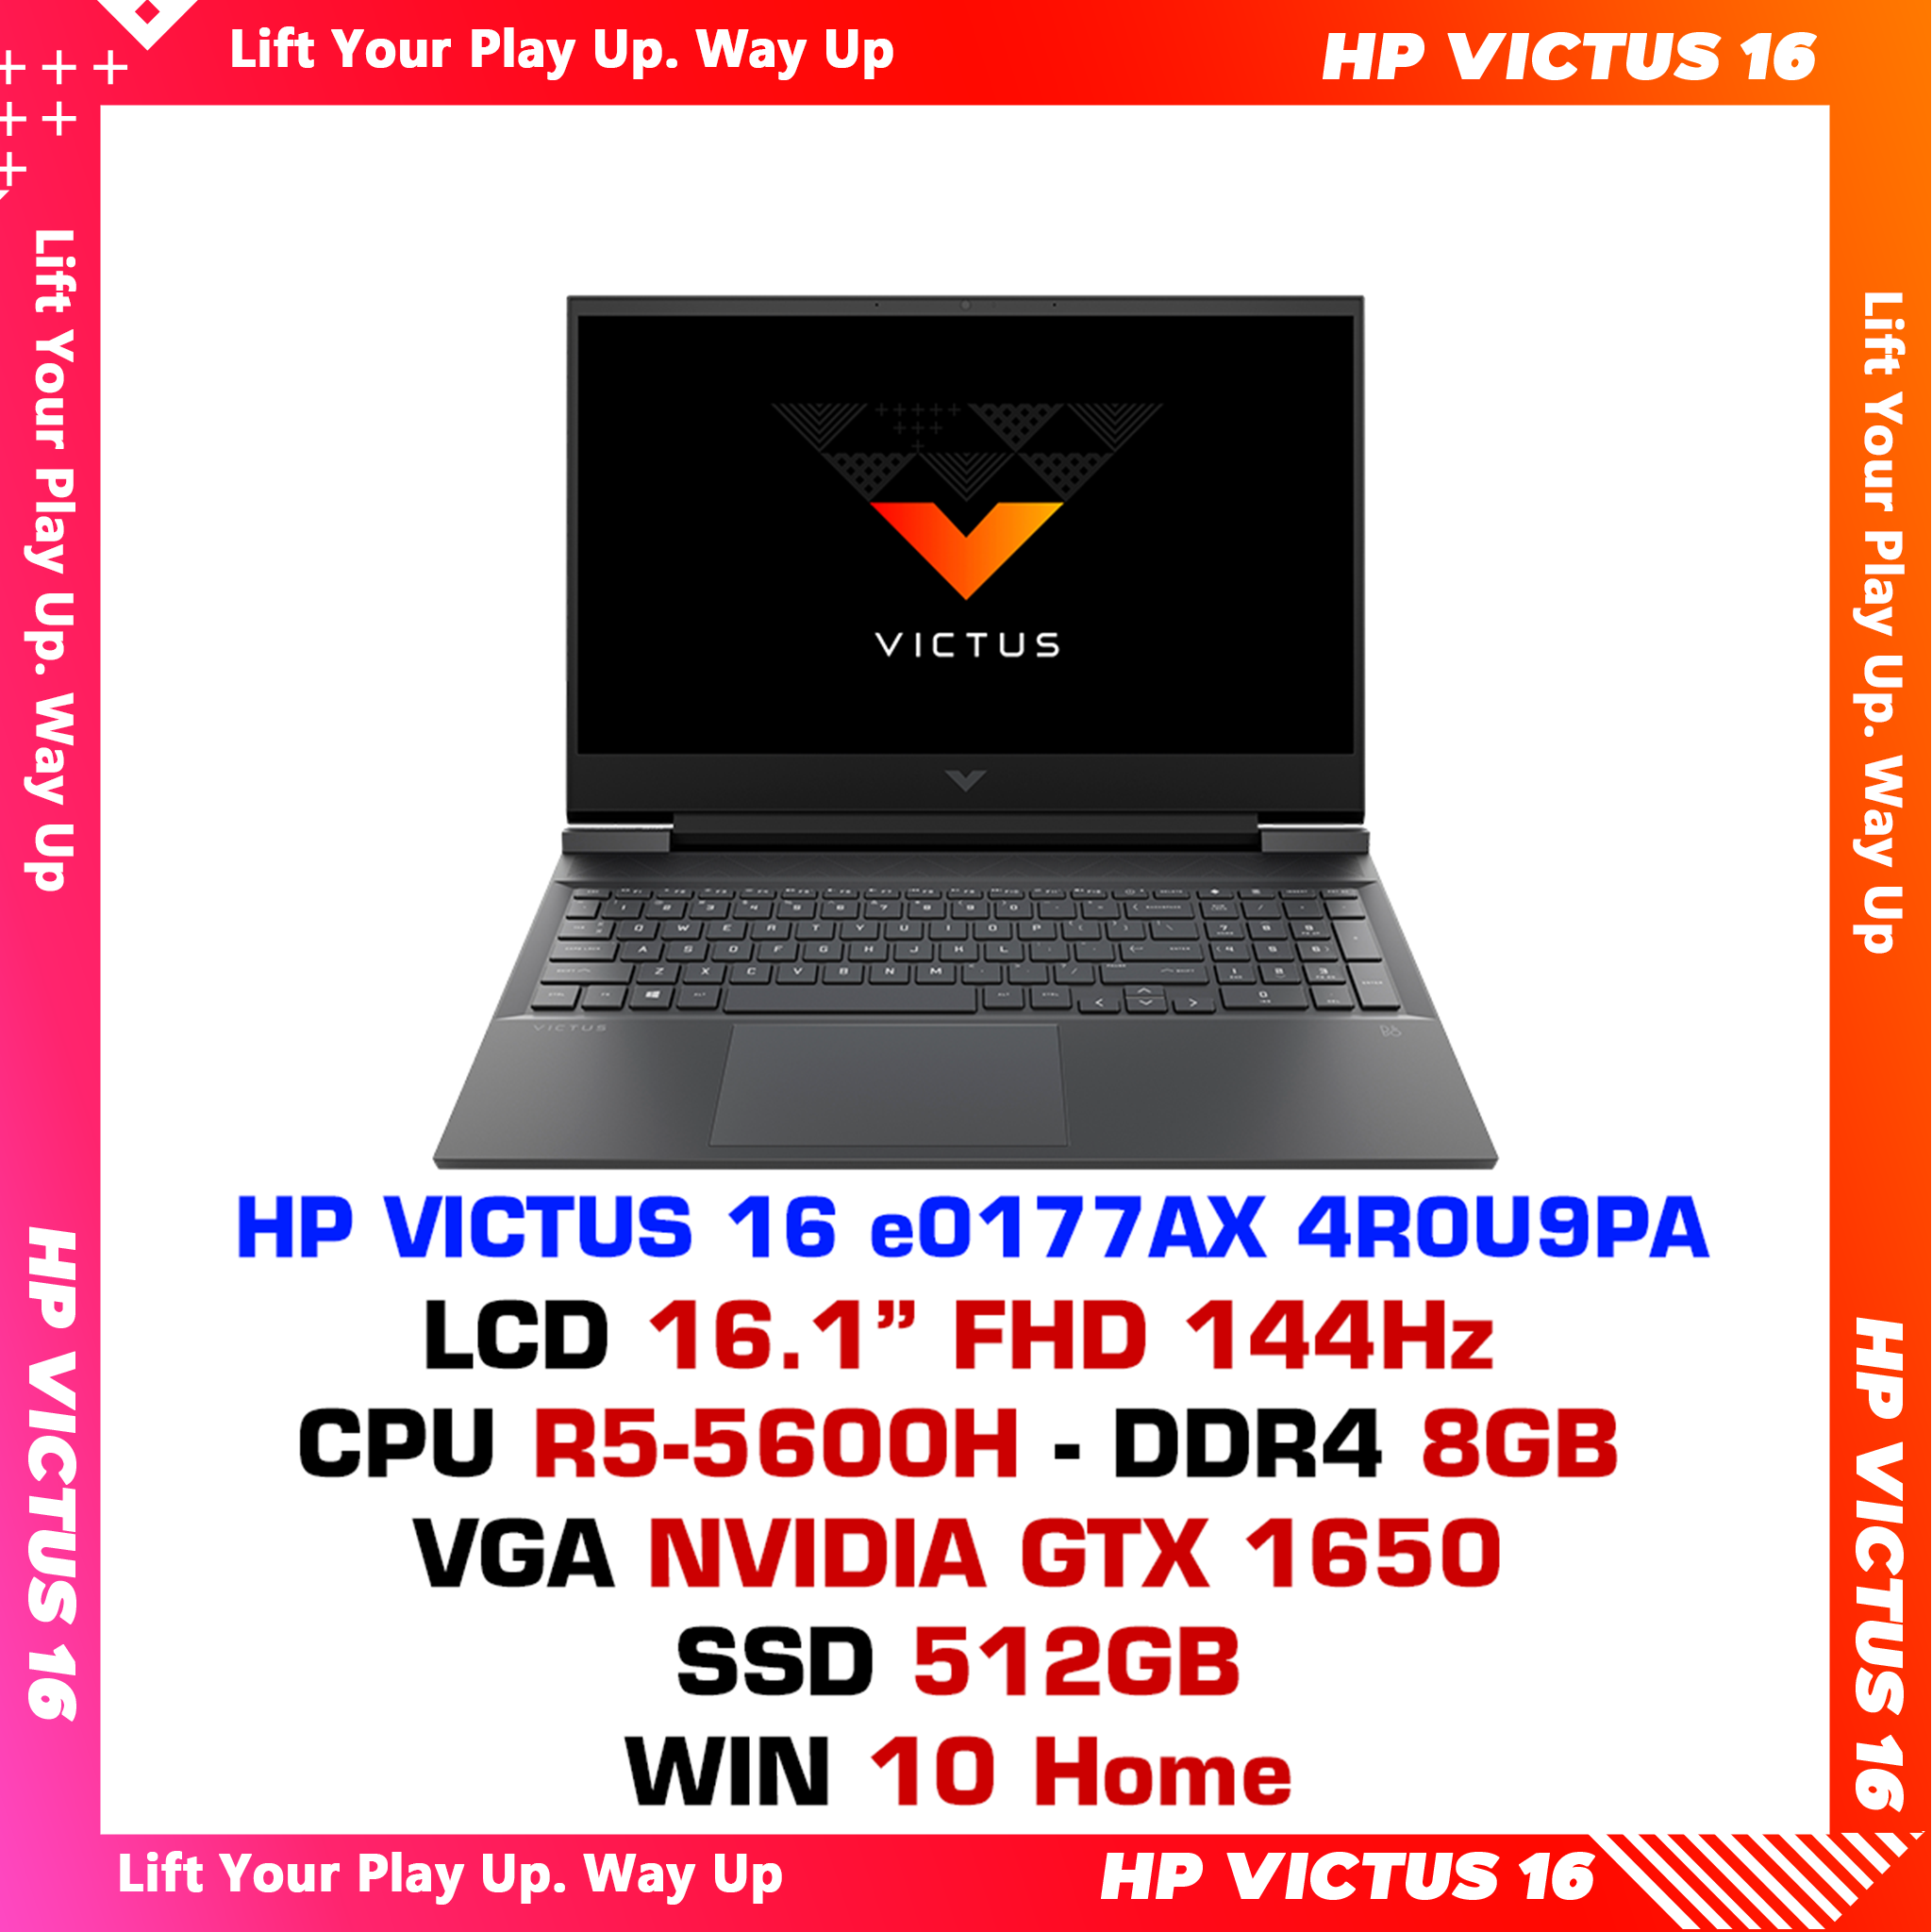 Lift Your Play Up. Way Up
HP VICTUS 16
Lift Your Play Up. Way Up
HP VICTUS 16
Lift Your Play Up. Way Up
HP VICTUS 16
VICTUS
VICTUS
HP VICTUS 16 e0177AX 4R0U9PA
LCD 16.1” FHD 144Hz
CPU R5-5600H - DDR4 8GB
VGA NVIDIA GTX 1650
SSD 512GB
WIN 10 Home
Lift Your Play Up. Way Up
HP VICTUS 16